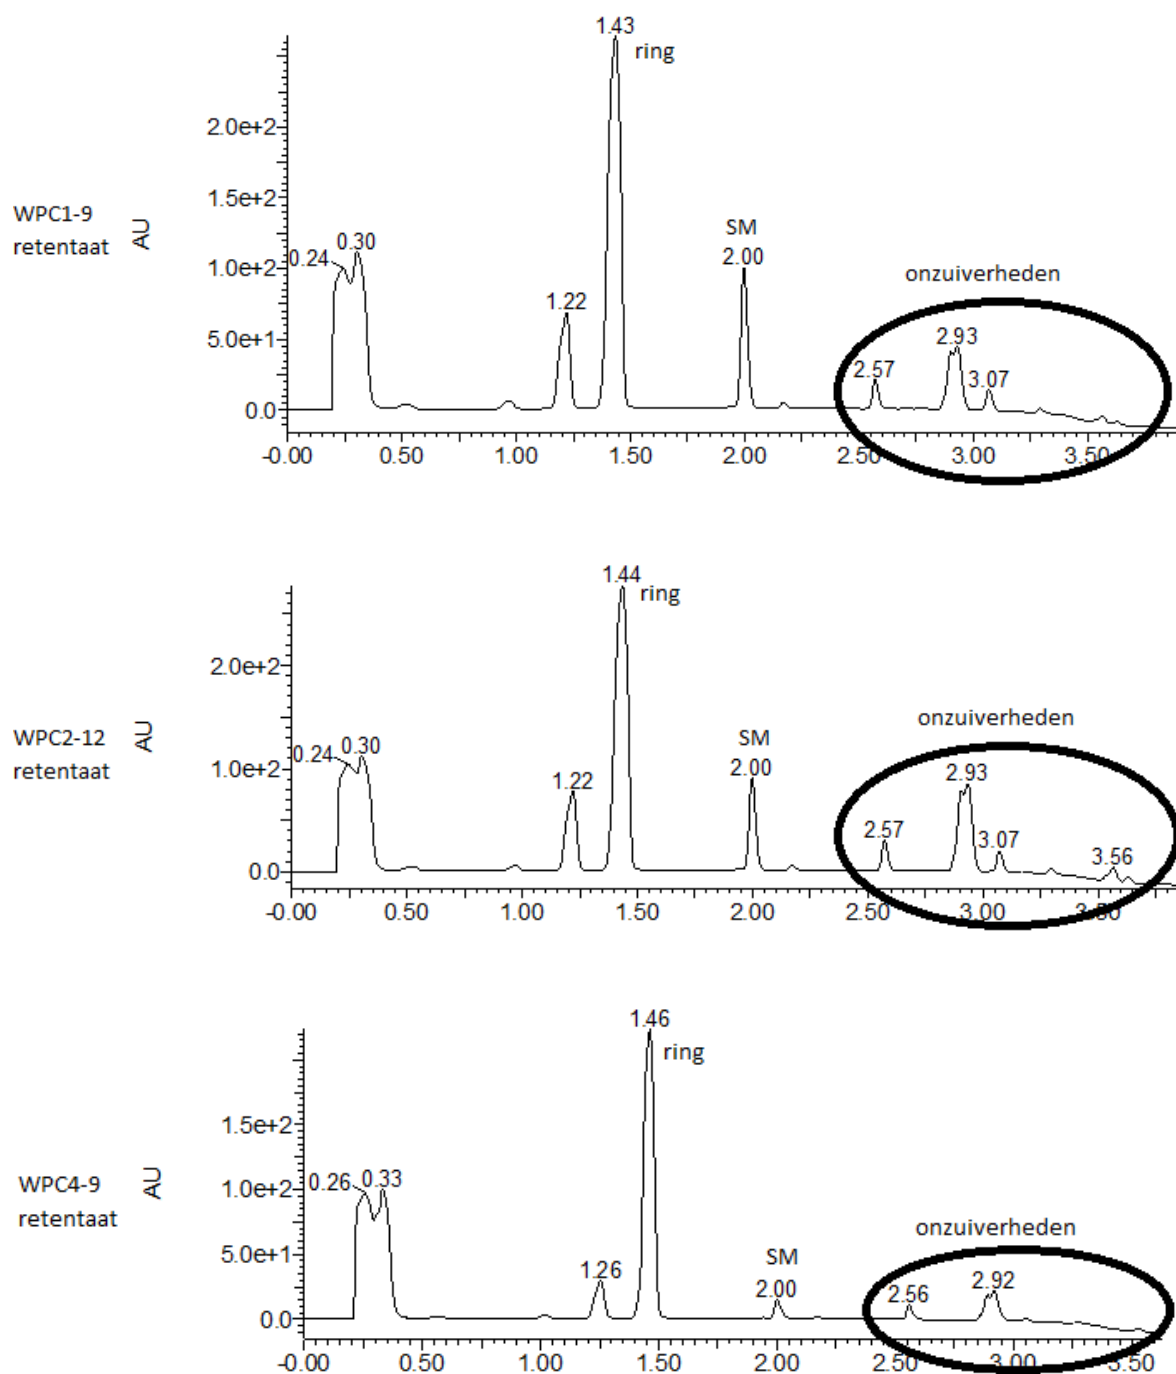 1.43
ring
2.0e+2
1.5e+2
WPC1-9
retentaat
AU
SM
2.00
0.24
0.30
1.0e+2
onzuiverheden
1.22
2.93
5.0e+1
2.57
3.07
0.0
-0.00 0.50 1.00 1.50 2.00 2.50 3.00 3.50
1.44
ring
2.0e+2
onzuiverheden
WPC2-12
retentaat
AU
SM
0.24
0.30
2.00
2.93
1.0e+2
1.22
2.57
3.07
3.56
0.0
-0.00 0.50 1.00 1.50 2.00 2.50 3.00 3.50
1.46
ring
1.5e+2
WPC4-9
retentaat
AU
0.26
0.33
1.0e+2
onzuiverheden
5.0e+1
1.26
SM
2.00
2.56
2.92
0.0
-0.00 0.50 1.00 1.50 2.00 2.50 3.00 3.50